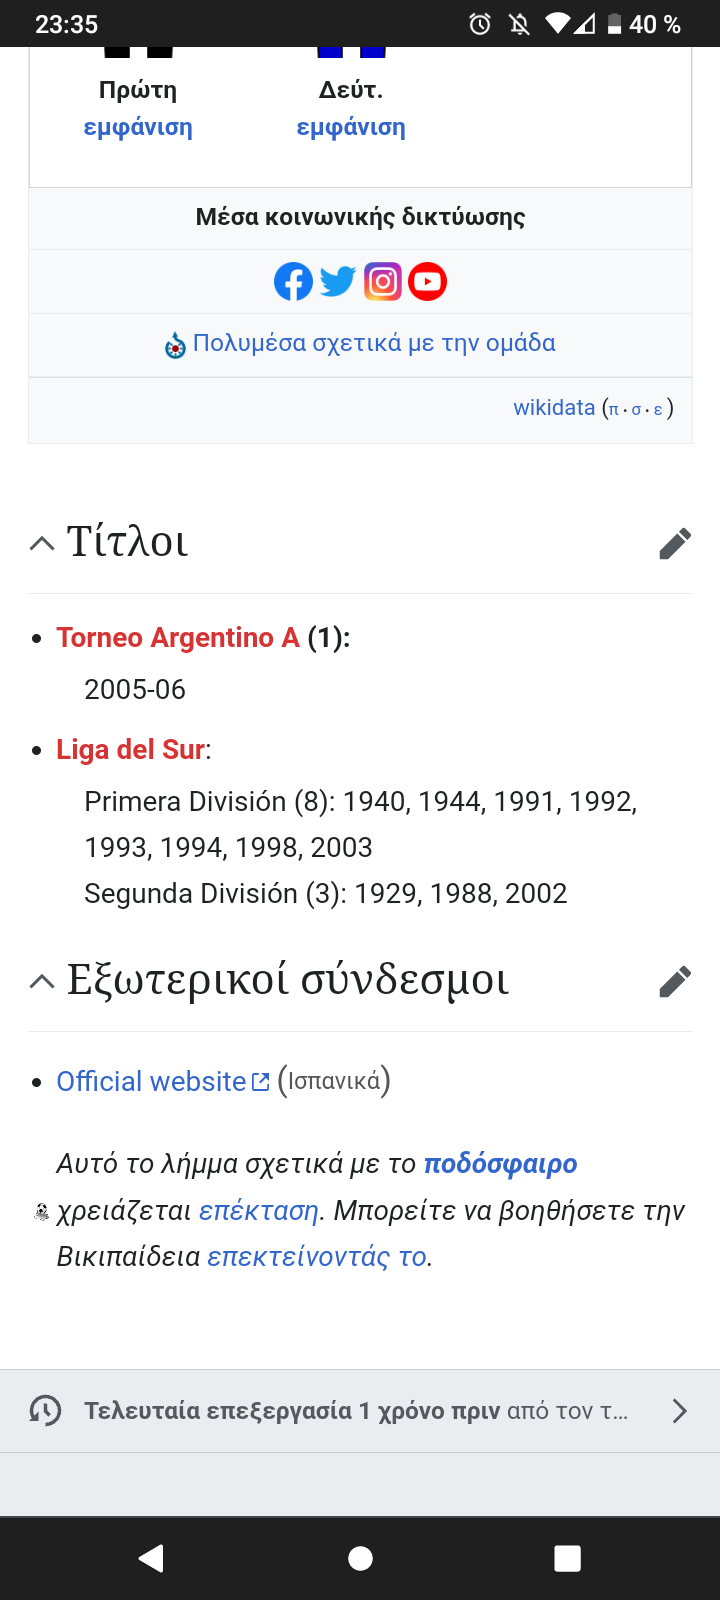 23:35
40 %
Πρώτη
εμφάνιση
Δεύτ.
εμφάνιση
Μέσα κοινωνικής δικτύωσης
Πολυμέσα σχετικά με την ομάδα
wikidata (π · σ · ε )
Τίτλοι
• Torneo Argentino A (1):
2005-06
• Liga del Sur:
Primera División (8): 1940, 1944, 1991, 1992,
1993, 1994, 1998, 2003
Segunda División (3): 1929, 1988, 2002
Εξωτερικοί σύνδεσμοι
• Official website (Ισπανικά)
Αυτό το λήμμα σχετικά με το ποδόσφαιρο
χρειάζεται επέκταση. Μπορείτε να βοηθήσετε την
Βικιπαίδεια επεκτείνοντάς το.
Τελευταία επεξεργασία 1 χρόνο πριν από τον τ...